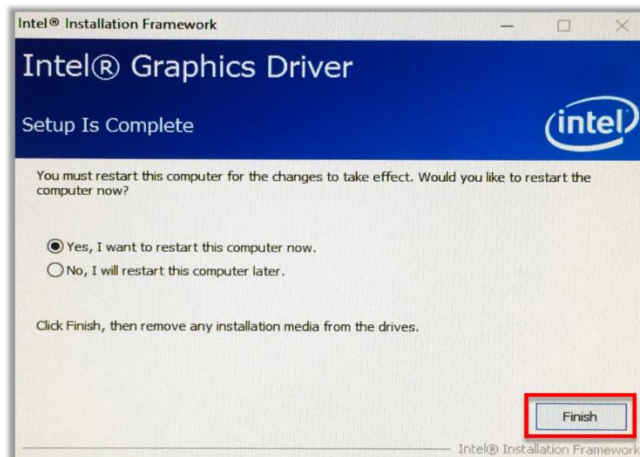 Intel® Installation Framework
Intel® Graphics Driver
Setup Is Complete
intel
You must restart this computer for the changes to take effect. Would you like to restart the
computer now?
Yes, I want to restart this computer now.
No, I will restart this computer later.
Click Finish, then remove any installation media from the drives.
Finish
Intel® Installation Framework